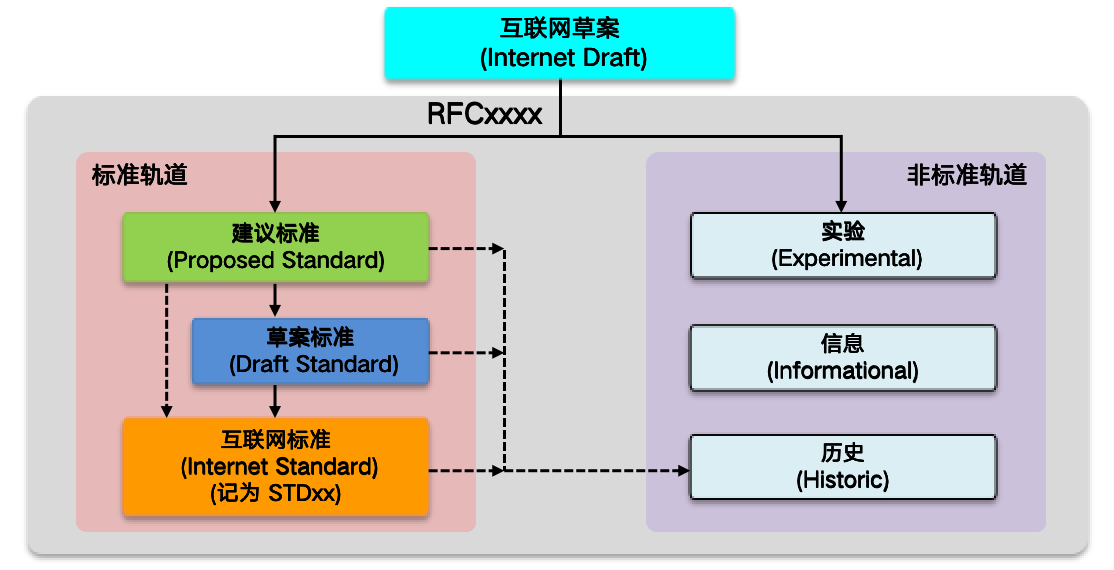 互联网草案
(Internet Draft)
RFCxxxx
标准轨道
建议标准
(Proposed Standard)
草案标准
(Draft Standard)
互联网标准
(Internet Standard)
(记为 STDxx)
非标准轨道
实验
(Experimental)
信息
(Informational)
历史
(Historic)